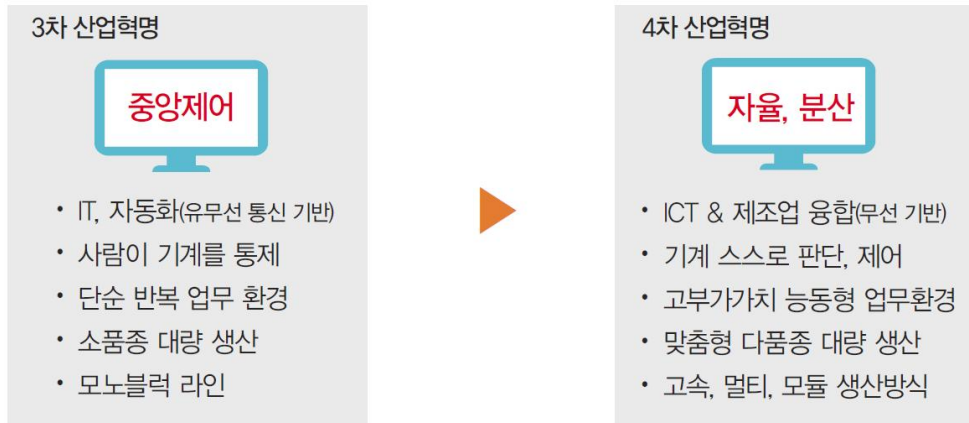 3차 산업혁명
중앙제어
• IT, 자동화(유무선 통신 기반)
• 사람이 기계를 통제
• 단순 반복 업무 환경
• 소품종 대량 생산
• 모노블럭 라인
4차 산업혁명
자율, 분산
• ICT & 제조업 융합(무선 기반)
• 기계 스스로 판단, 제어
• 고부가가치 능동형 업무환경
• 맞춤형 다품종 대량 생산
• 고속, 멀티, 모듈 생산방식